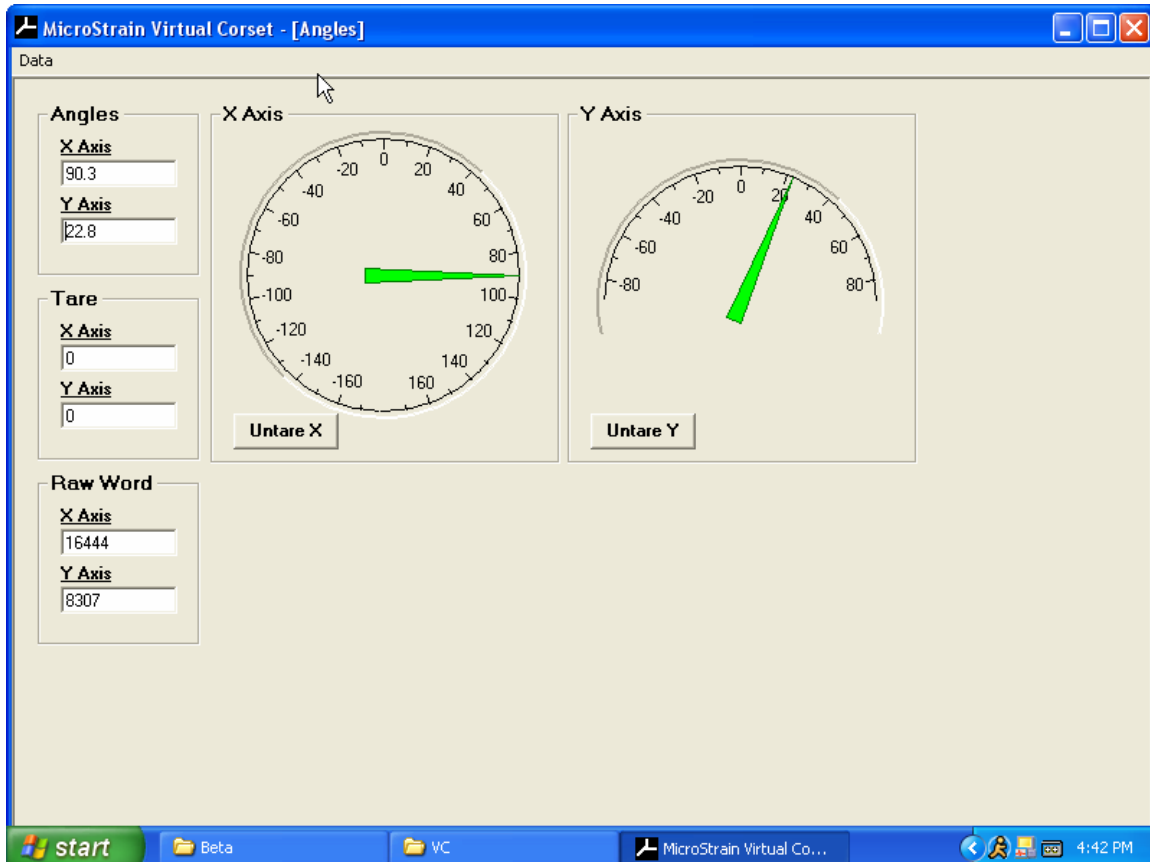 MicroStrain Virtual Corset - [Angles]
Data
Angles
X Axis
90.3
Y Axis
22.8
Tare
X Axis
0
Y Axis
0
Raw Word
X Axis
16444
Y Axis
8307
X Axis
0
-20 20
-40 40
-60 60
-80 80
-100 100
-120 120
-140 140
-160 160
Untare X
Y Axis
0
-20 20
-40 40
-60 60
-80 80
Untare Y
start
Beta
VC
MicroStrain Virtual Co...
4:42 PM